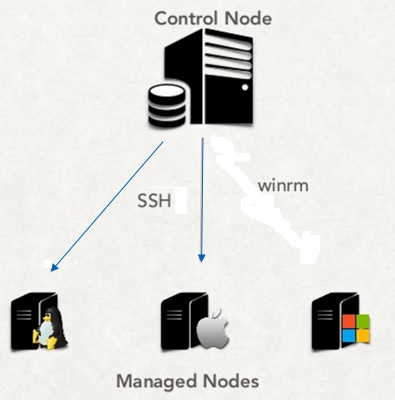 Control Node
SSH
winrm
Managed Nodes